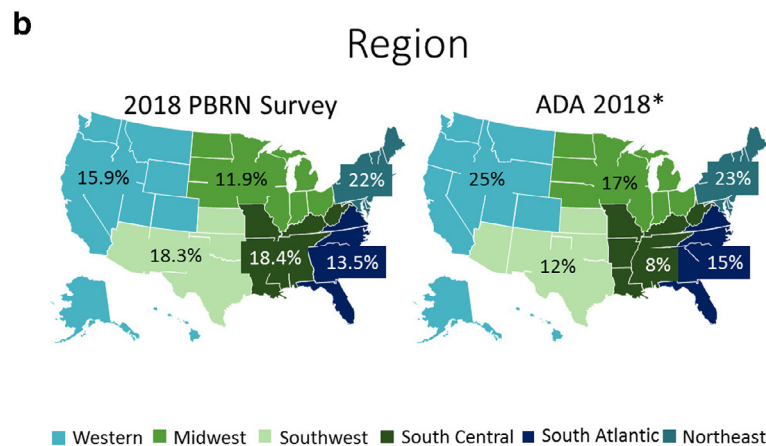 b
Region
2018 PBRN Survey
ADA 2018*
15.9%
11.9%
22%
18.3%
18.4%
13.5%
25%
17%
23%
12%
8%
15%
Western Midwest Southwest South Central South Atlantic Northeast